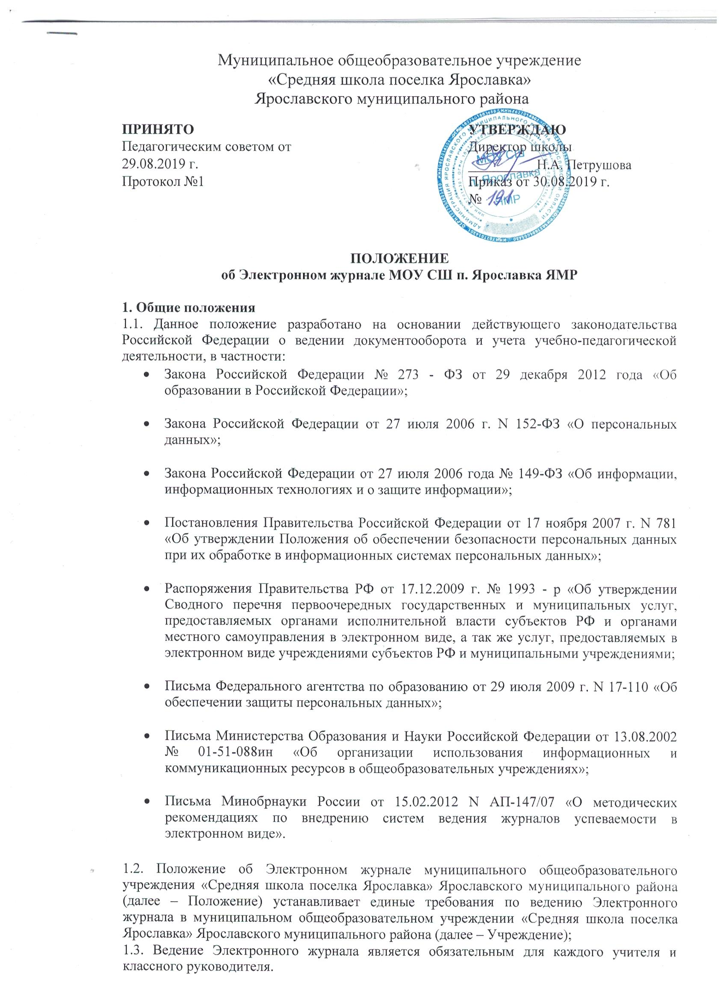 Муниципальное общеобразовательное учреждение
«Средняя школа поселка Ярославка»
Ярославского муниципального района
ПРИНЯТО
Педагогическим советом от
29.08.2019 г.
Протокол №1
УТВЕРЖДАЮ
Директор школы
Н.А. Петрушова
Приказ от 30.08.2019 г.
№ 191
МОУ СШ
п. Ярославка
ЯМР
ПОЛОЖЕНИЕ
об Электронном журнале МОУ СШ п. Ярославка ЯМР
1. Общие положения
1.1. Данное положение разработано на основании действующего законодательства
Российской Федерации о ведении документооборота и учета учебно-педагогической
деятельности, в частности:
• Закона Российской Федерации № 273 - ФЗ от 29 декабря 2012 года «Об
образовании в Российской Федерации»;
• Закона Российской Федерации от 27 июля 2006 г. N 152-ФЗ «О персональных
данных»;
• Закона Российской Федерации от 27 июля 2006 года № 149-ФЗ «Об информации,
информационных технологиях и о защите информации»;
• Постановления Правительства Российской Федерации от 17 ноября 2007 г. N 781
«Об утверждении Положения об обеспечении безопасности персональных данных
при их обработке в информационных системах персональных данных»;
• Распоряжения Правительства РФ от 17.12.2009 г. № 1993 - р «Об утверждении
Сводного перечня первоочередных государственных и муниципальных услуг,
предоставляемых органами исполнительной власти субъектов РФ и органами
местного самоуправления в электронном виде, а так же услуг, предоставляемых в
электронном виде учреждениями субъектов РФ и муниципальными учреждениями;
• Письма Федерального агентства по образованию от 29 июля 2009 г. N 17-110 «Об
обеспечении защиты персональных данных»;
• Письма Министерства Образования и Науки Российской Федерации от 13.08.2002
№ 01-51-088ин «Об организации использования информационных и
коммуникационных ресурсов в общеобразовательных учреждениях»;
• Письма Минобрнауки России от 15.02.2012 N АП-147/07 «О методических
рекомендациях по внедрению систем ведения журналов успеваемости в
электронном виде».
1.2. Положение об Электронном журнале муниципального общеобразовательного
учреждения «Средняя школа поселка Ярославка» Ярославского муниципального района
(далее – Положение) устанавливает единые требования по ведению Электронного
журнала в муниципальном общеобразовательном учреждении «Средняя школа поселка
Ярославка» Ярославского муниципального района (далее – Учреждение);
1.3. Ведение Электронного журнала является обязательным для каждого учителя и
классного руководителя.